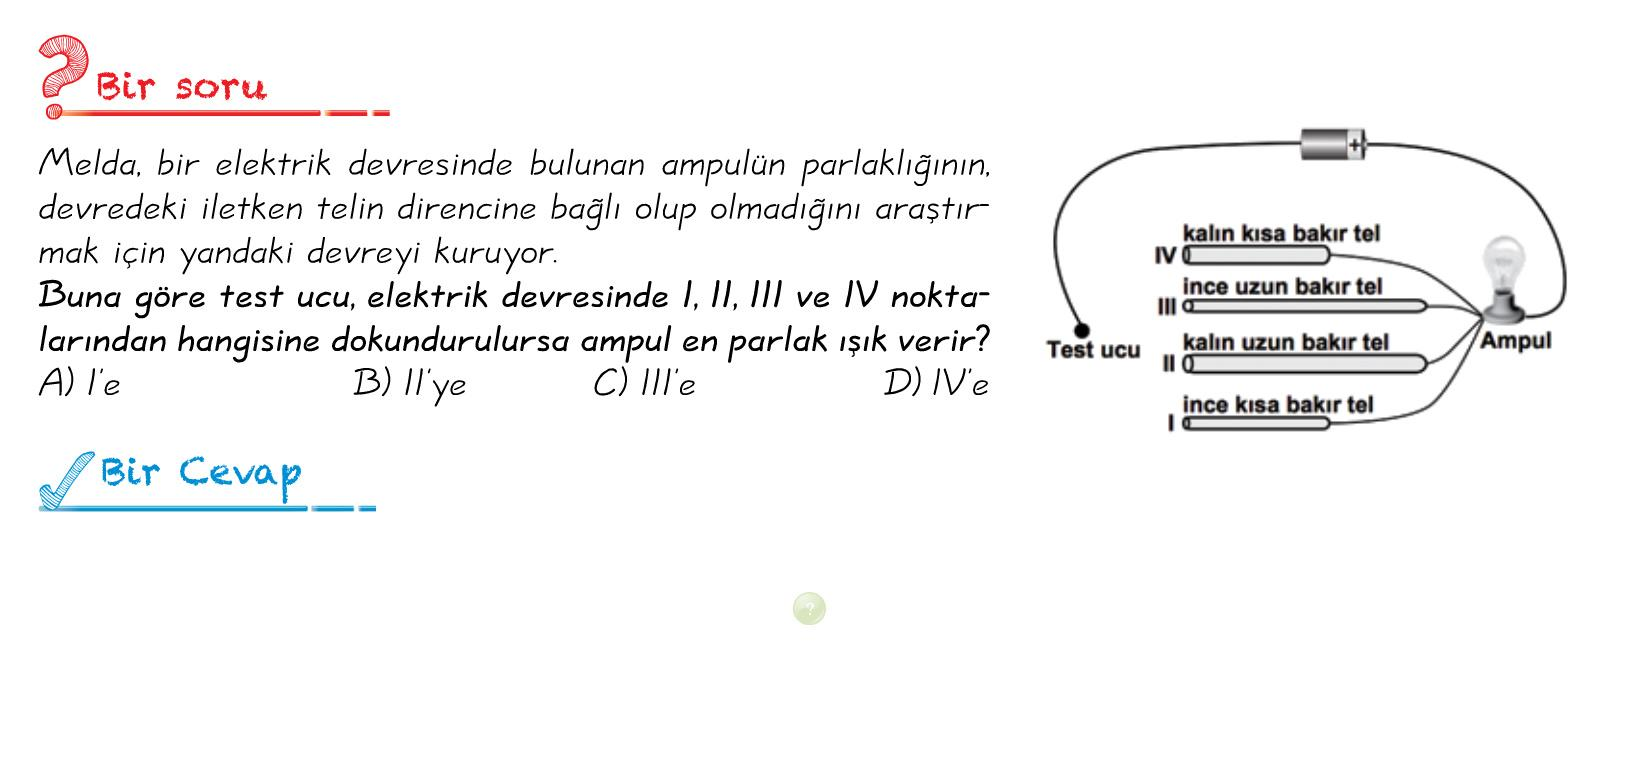 ?
Bir soru
Melda, bir elektrik devresinde bulunan ampulün parlaklığının,
devredeki iletken telin direncine bağlı olup olmadığını araştır-
mak için yandaki devreyi kuruyor.
Buna göre test ucu, elektrik devresinde I, II, III ve IV nokta-
larından hangisine dokundurulursa ampul en parlak ışık verir?
A) I'e B) II'ye C) III'e D) IV'e
+
kalın kısa bakır tel
IV
ince uzun bakır tel
III
Test ucu
kalın uzun bakır tel
II
Ampul
ince kısa bakır tel
I
Bir Cevap
?